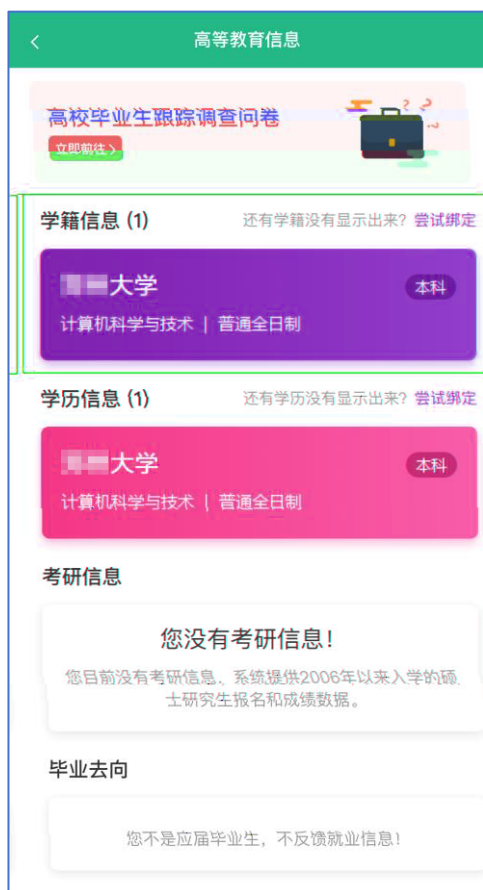 高等教育信息
高校毕业生跟踪调查问卷
立即前往>
学籍信息 (1) 还有学籍没有显示出来? 尝试绑定
大学 本科
计算机科学与技术 | 普通全日制
学历信息 (1) 还有学历没有显示出来? 尝试绑定
大学 本科
计算机科学与技术 | 普通全日制
考研信息
您没有考研信息!
您目前没有考研信息、系统提供2006年以来入学的硕
士研究生报名和成绩数据。
毕业去向
您不是应届毕业生，不反馈就业信息!